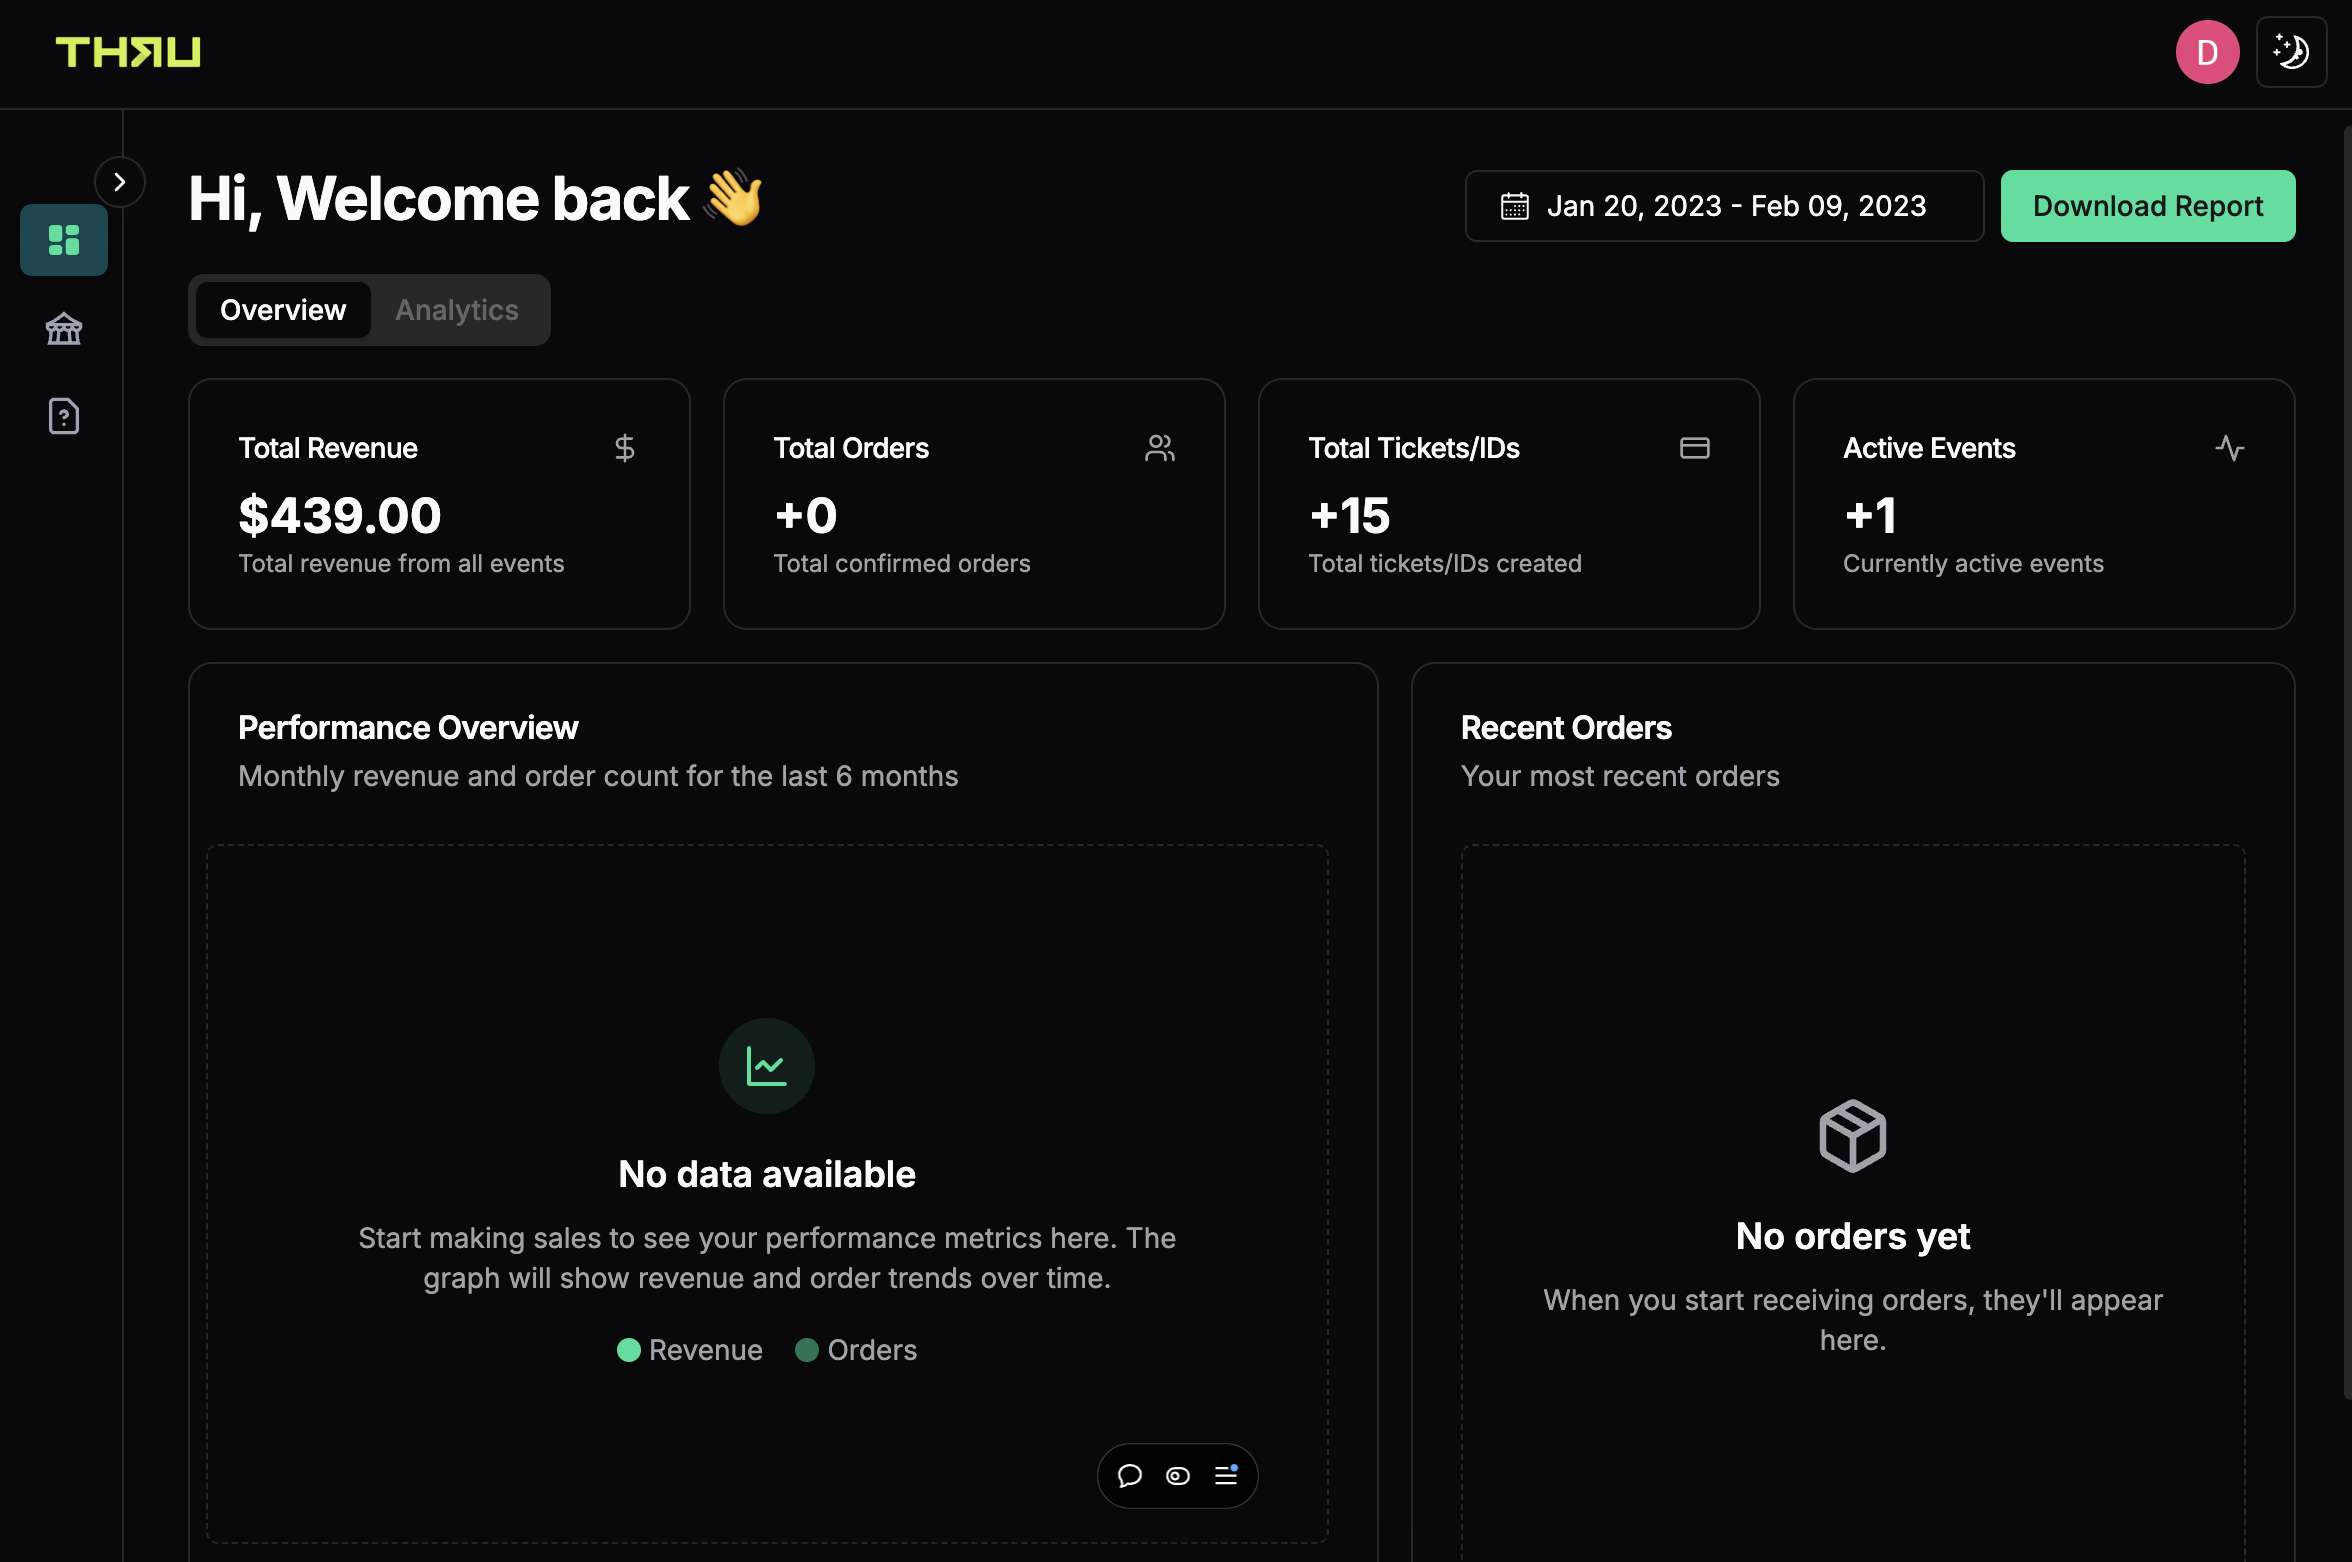 THRU
D
Hi, Welcome back 👋
Jan 20, 2023 - Feb 09, 2023
Download Report
Overview
Analytics
Total Revenue
$439.00
Total revenue from all events
Total Orders
+0
Total confirmed orders
Total Tickets/IDs
+15
Total tickets/IDs created
Active Events
+1
Currently active events
Performance Overview
Monthly revenue and order count for the last 6 months
No data available
Start making sales to see your performance metrics here. The
graph will show revenue and order trends over time.
Revenue
Orders
Recent Orders
Your most recent orders
No orders yet
When you start receiving orders, they'll appear
here.